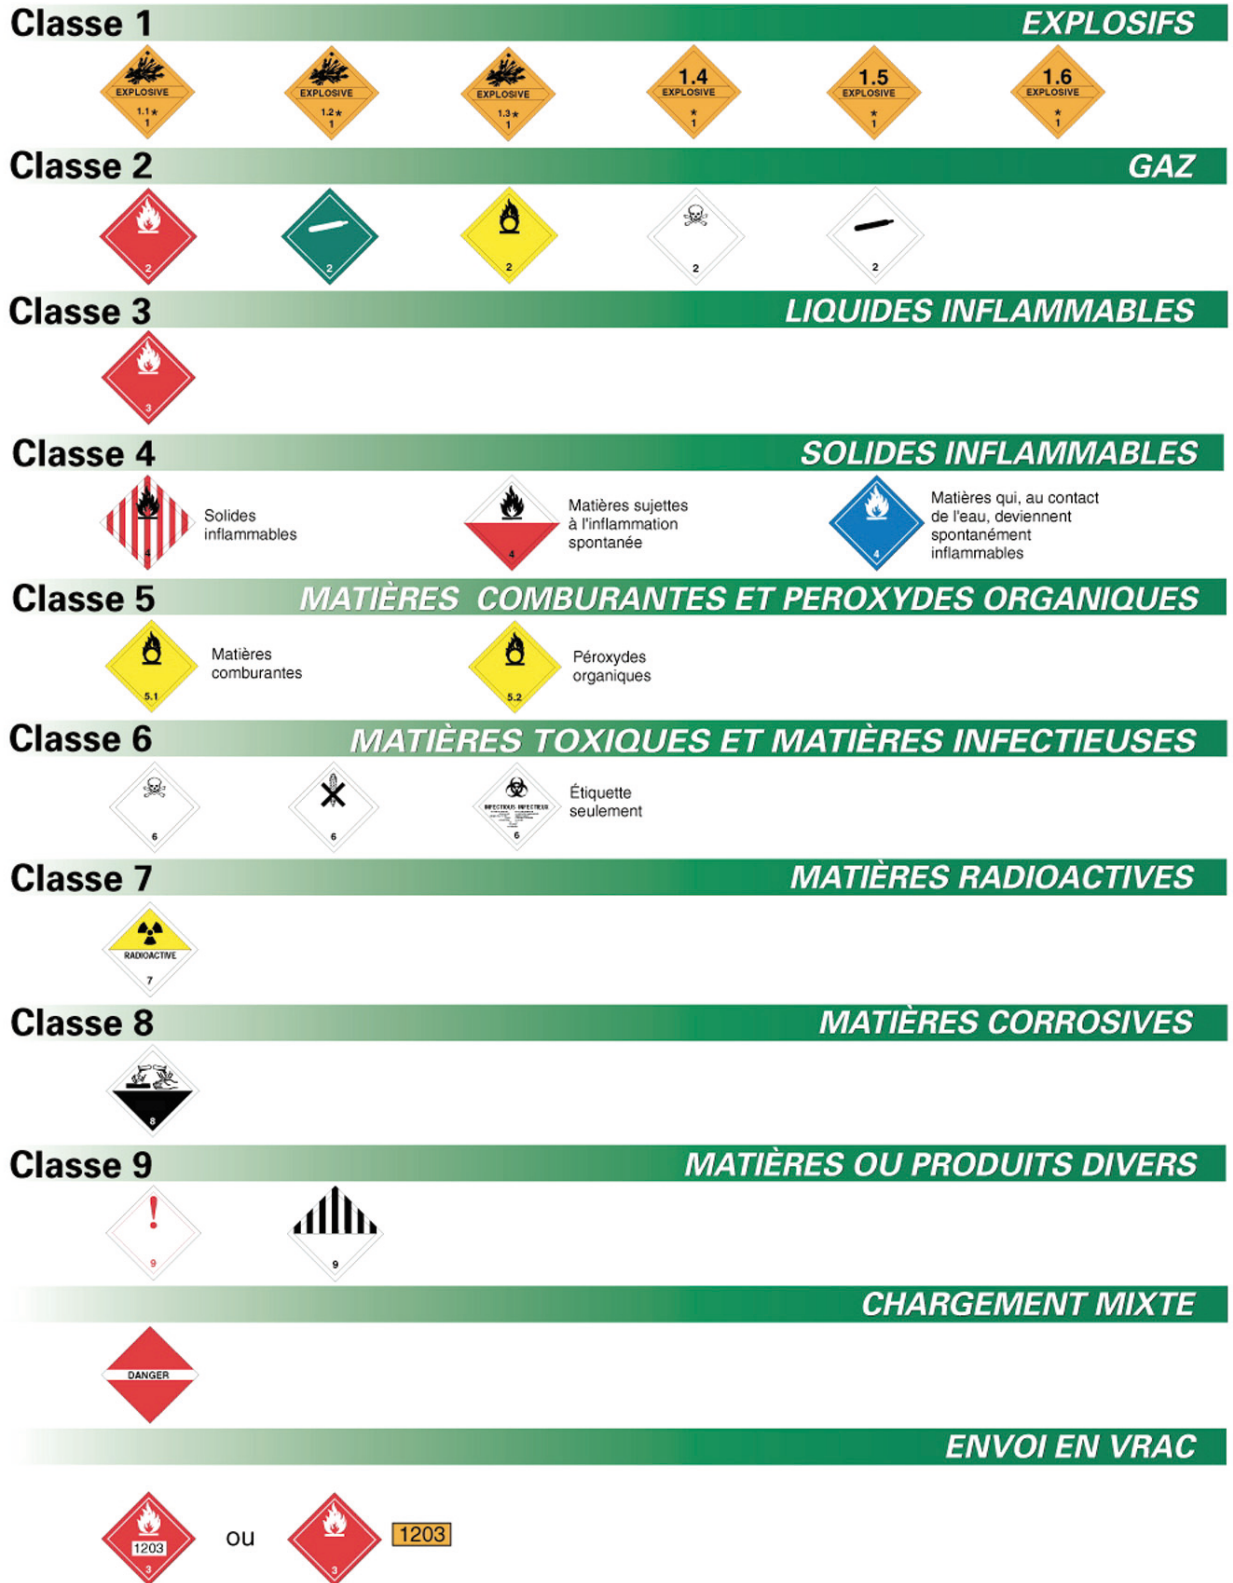 Classe 1
EXPLOSIFS
EXPLOSIVE
1.1*
1
EXPLOSIVE
1.2*
1
EXPLOSIVE
1.3*
1
1.4
EXPLOSIVE
*
1
1.5
EXPLOSIVE
*
1
1.6
EXPLOSIVE
*
1
Classe 2
GAZ
2
2
2
2
2
Classe 3
LIQUIDES INFLAMMABLES
3
Classe 4
SOLIDES INFLAMMABLES
4
Solides
inflammables
4
Matières sujettes
à l'inflammation
spontanée
4
Matières qui, au contact
de l'eau, deviennent
spontanément
inflammables
Classe 5
MATIÈRES COMBURANTES ET PEROXYDES ORGANIQUES
5.1
Matières
comburantes
5.2
Péroxydes
organiques
Classe 6
MATIÈRES TOXIQUES ET MATIÈRES INFECTIEUSES
6
6
INFECTIOUS INFECTIEUX
6
Étiquette
seulement
Classe 7
MATIÈRES RADIOACTIVES
RADIOACTIVE
7
Classe 8
MATIÈRES CORROSIVES
8
Classe 9
MATIÈRES OU PRODUITS DIVERS
!
9
9
CHARGEMENT MIXTE
DANGER
ENVOI EN VRAC
1203
3
ou
3
1203